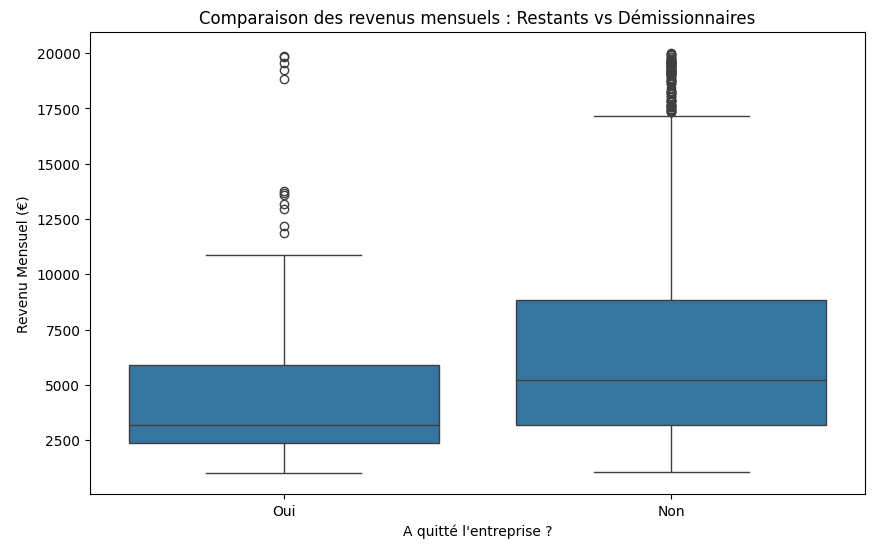 Comparaison des revenus mensuels : Restants vs Démissionnaires
Revenu Mensuel (€)
20000
17500
15000
12500
10000
7500
5000
2500
Oui
Non
A quitté l'entreprise ?